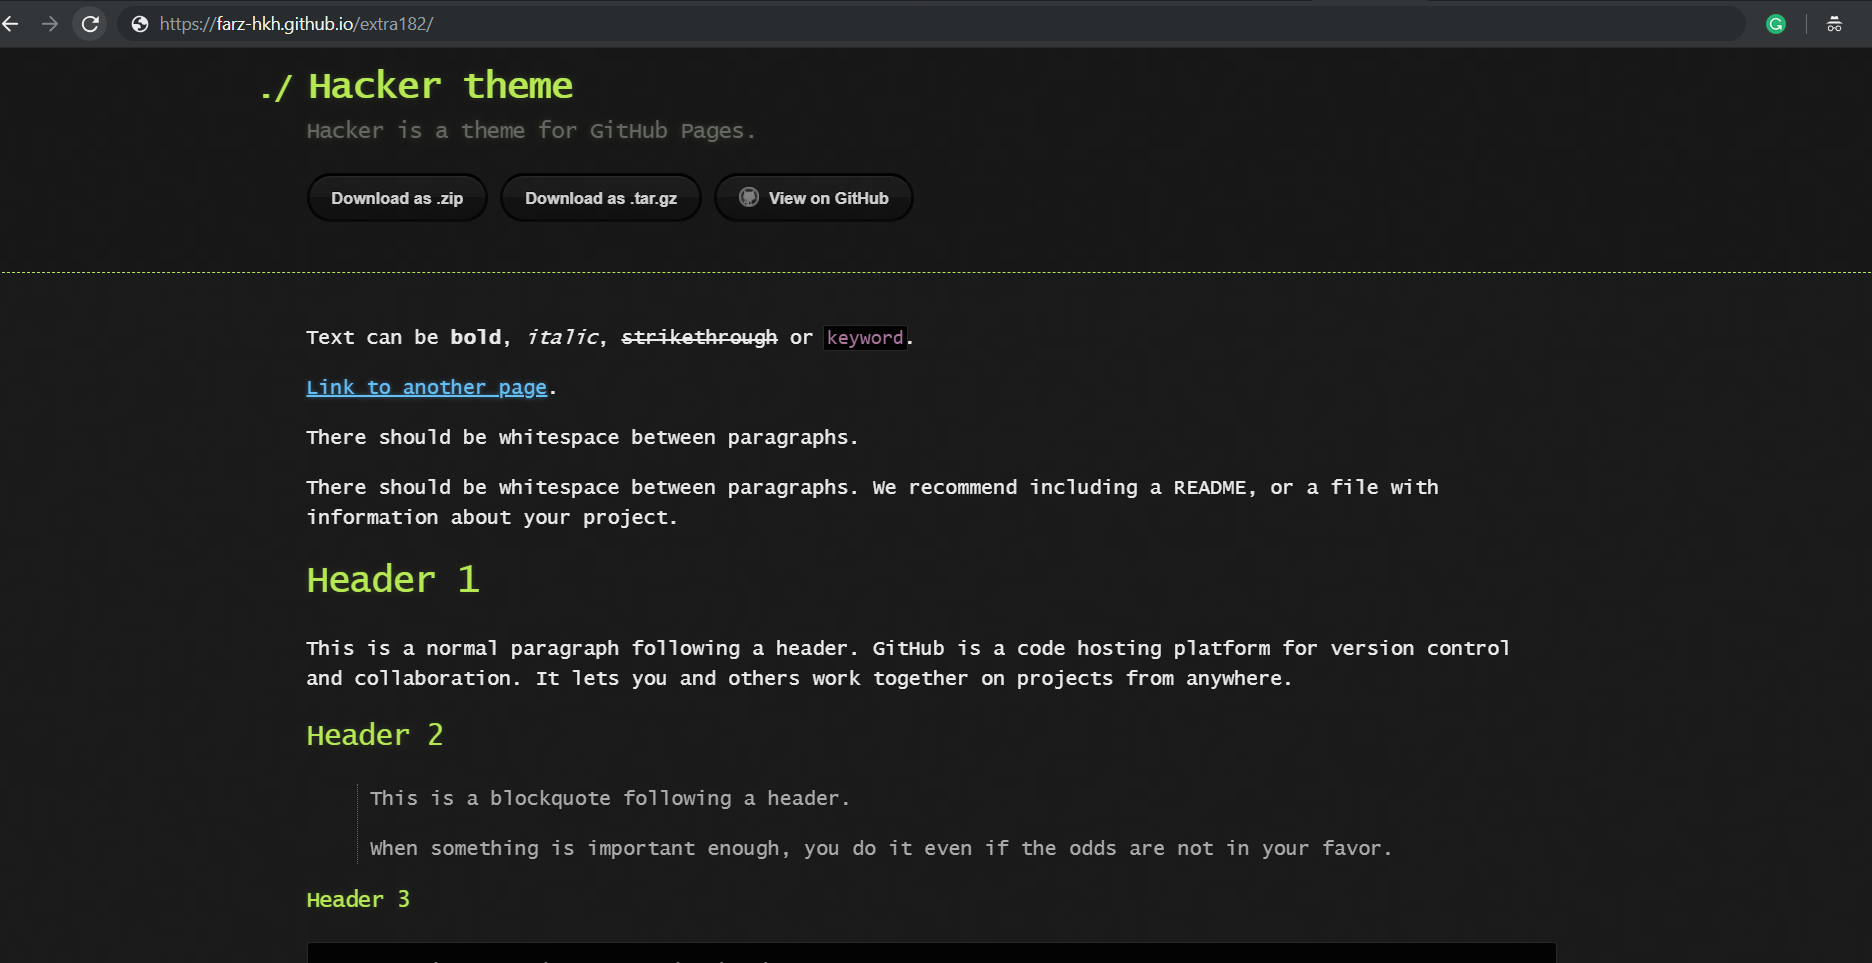 https://farz-hkh.github.io/extra182/
./ Hacker theme
Hacker is a theme for GitHub Pages.
Download as .zip Download as .tar.gz View on GitHub
Text can be bold, italic, strikethrough or keyword.
Link to another page.
There should be whitespace between paragraphs.
There should be whitespace between paragraphs. We recommend including a README, or a file with
information about your project.
Header 1
This is a normal paragraph following a header. GitHub is a code hosting platform for version control
and collaboration. It lets you and others work together on projects from anywhere.
Header 2
This is a blockquote following a header.
When something is important enough, you do it even if the odds are not in your favor.
Header 3